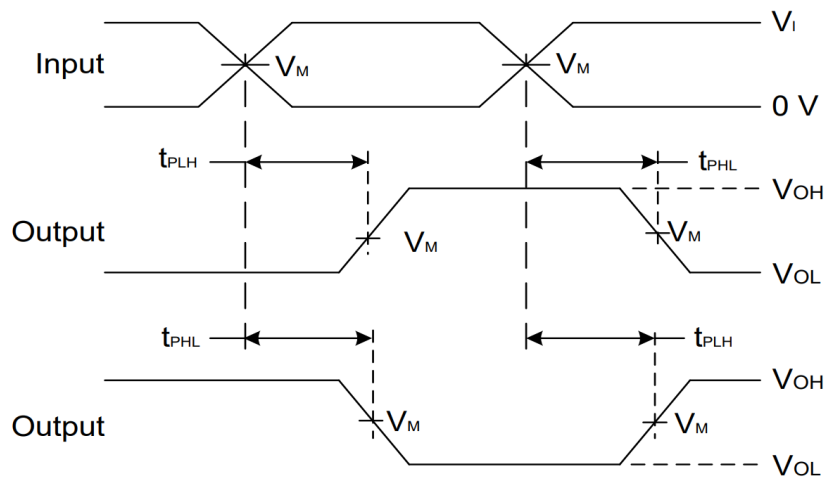 VI
Input VM VM
0 V
tPLH tPHL
VOH
Output VM VM
VOL
tPHL tPLH
VOH
Output VM VM
VOL